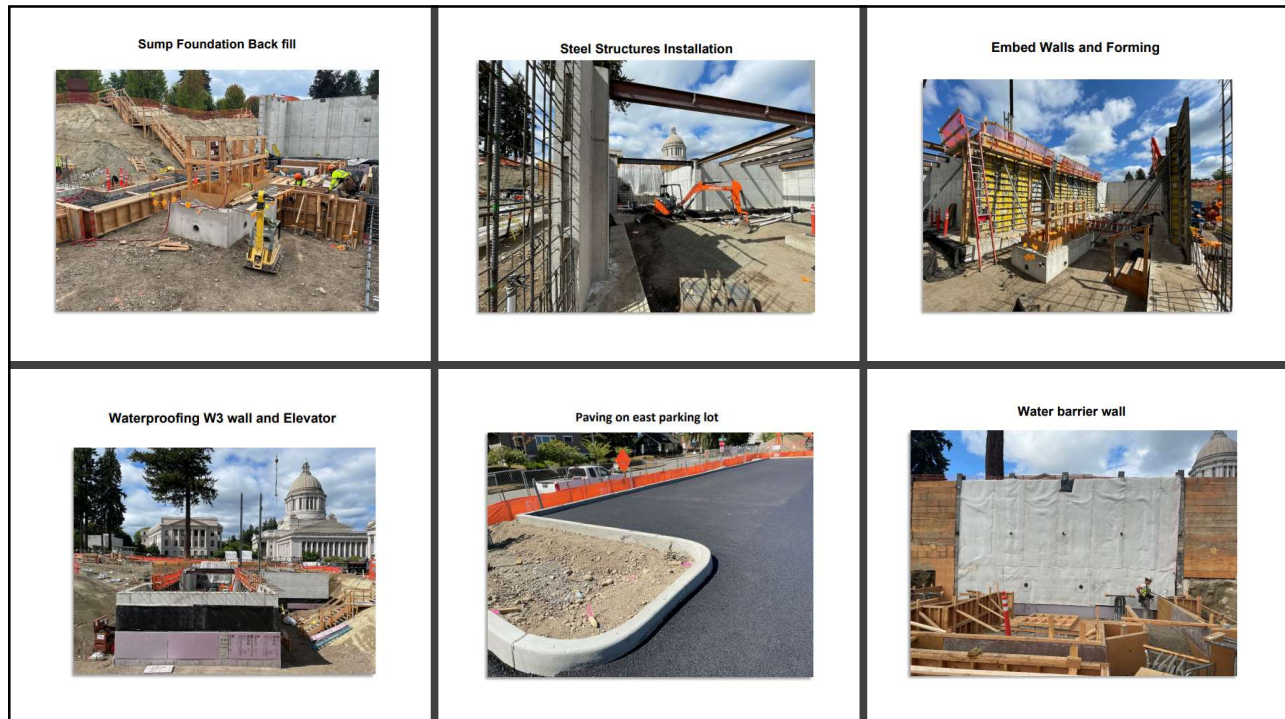 Sump Foundation Back fill
Steel Structures Installation
Embed Walls and Forming
Waterproofing W3 wall and Elevator
Paving on east parking lot
Water barrier wall